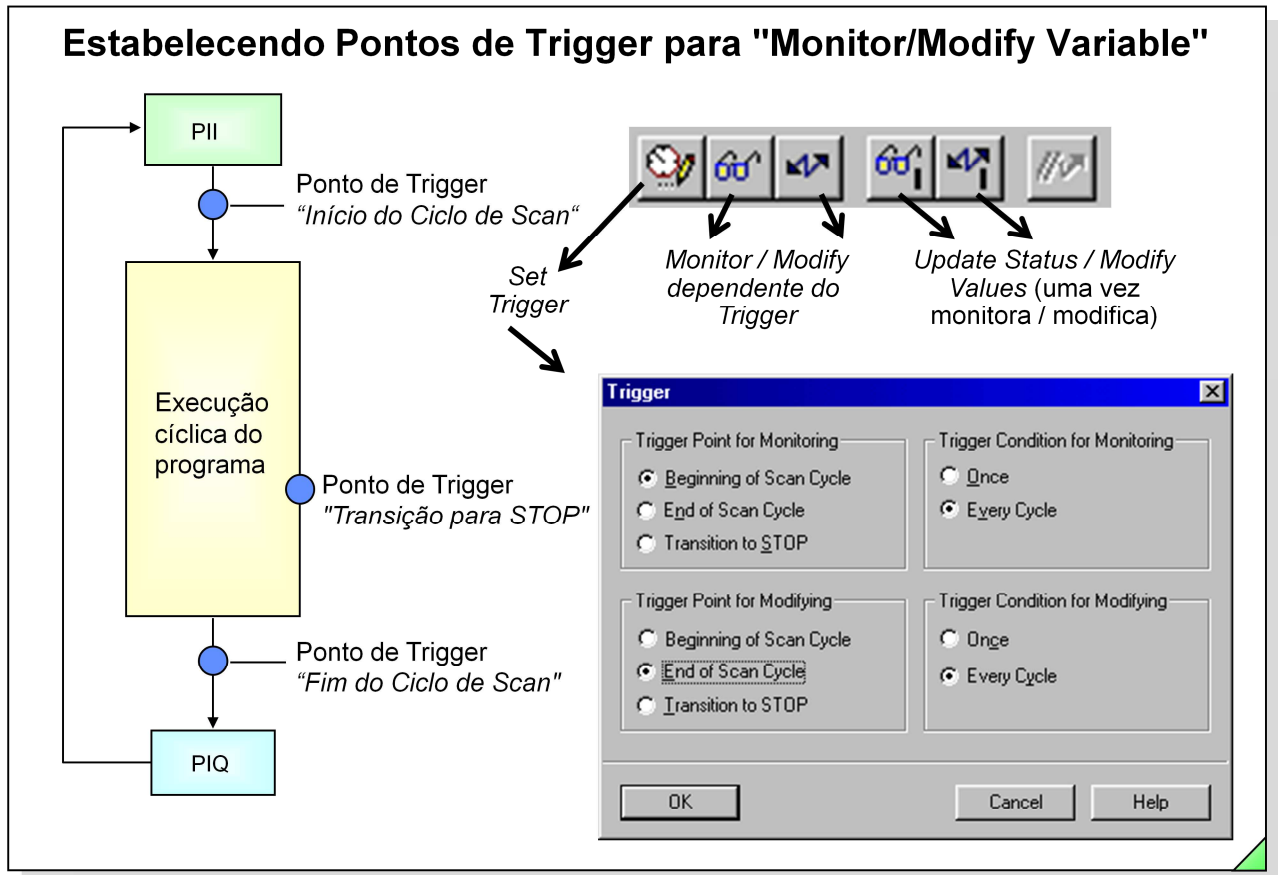 Estabelecendo Pontos de Trigger para "Monitor/Modify Variable"
PII
Ponto de Trigger
“Início do Ciclo de Scan“
Execução
cíclica do
programa
Ponto de Trigger
"Transição para STOP"
Ponto de Trigger
“Fim do Ciclo de Scan"
PIQ
Set
Trigger
Monitor / Modify
dependente do
Trigger
Update Status / Modify
Values (uma vez
monitora / modifica)
Trigger
Trigger Point for Monitoring
Beginning of Scan Cycle
End of Scan Cycle
Transition to STOP
Trigger Condition for Monitoring
Once
Every Cycle
Trigger Point for Modifying
Beginning of Scan Cycle
End of Scan Cycle
Transition to STOP
Trigger Condition for Modifying
Once
Every Cycle
OK
Cancel
Help